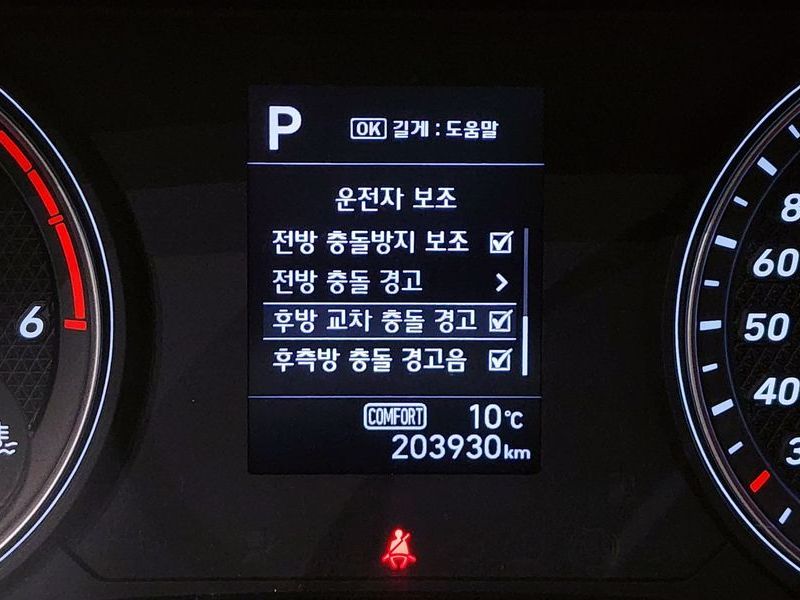 P
OK 길게 : 도움말
운전자 보조
전방 충돌방지 보조
전방 충돌 경고
후방 교차 충돌 경고
후측방 충돌 경고음
COMFORT 10℃
203930km
6
60
50
40